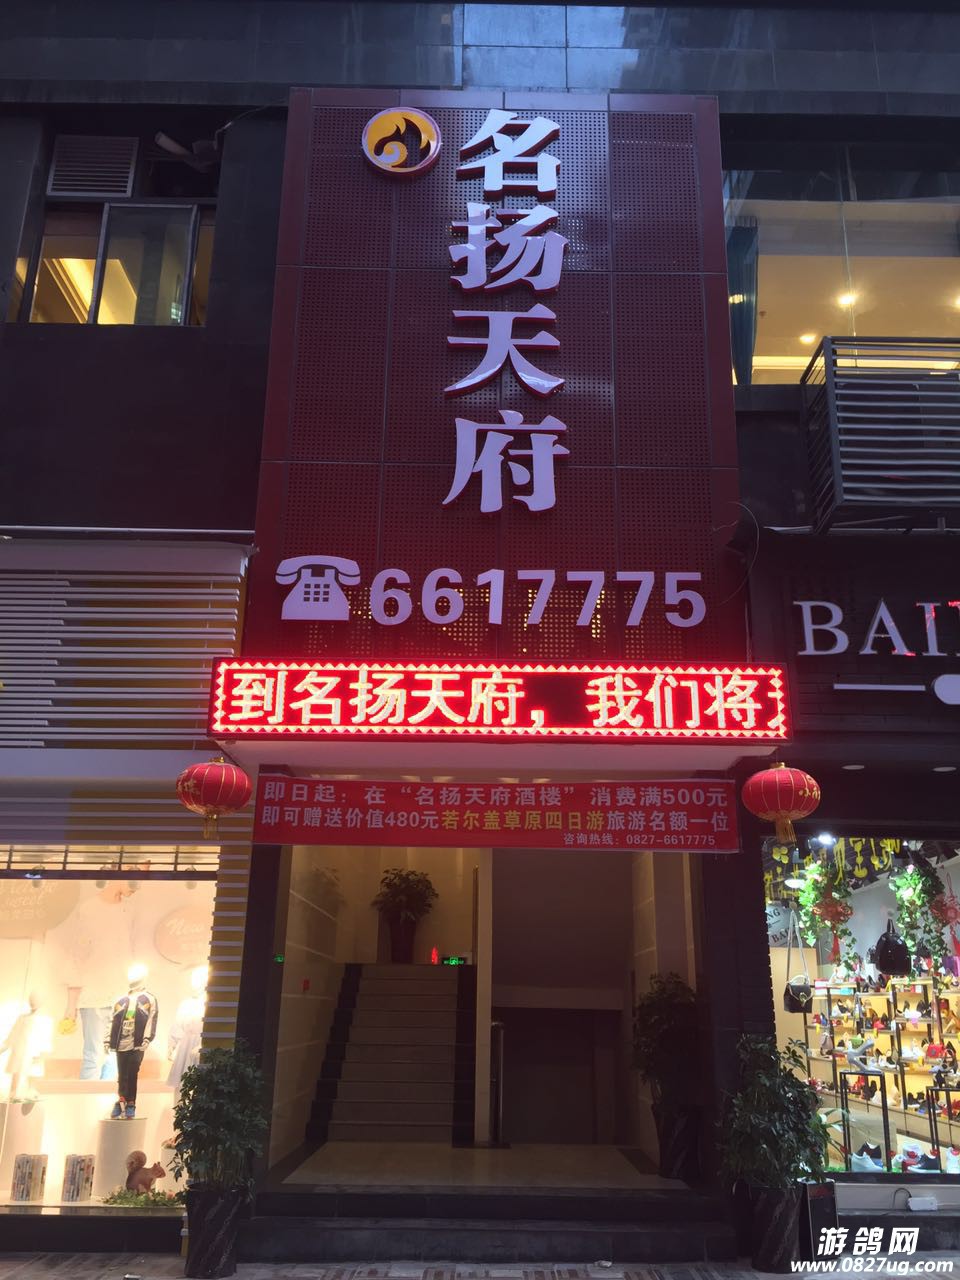 名扬天府
6617775
到名扬天府，我们将
BAI
即日起：在“名扬天府酒楼”消费满500元
即可赠送价值480元若尔盖草原四日游旅游名额一位
咨询热线：0827-6617775
游鸽网
www.0827ug.com